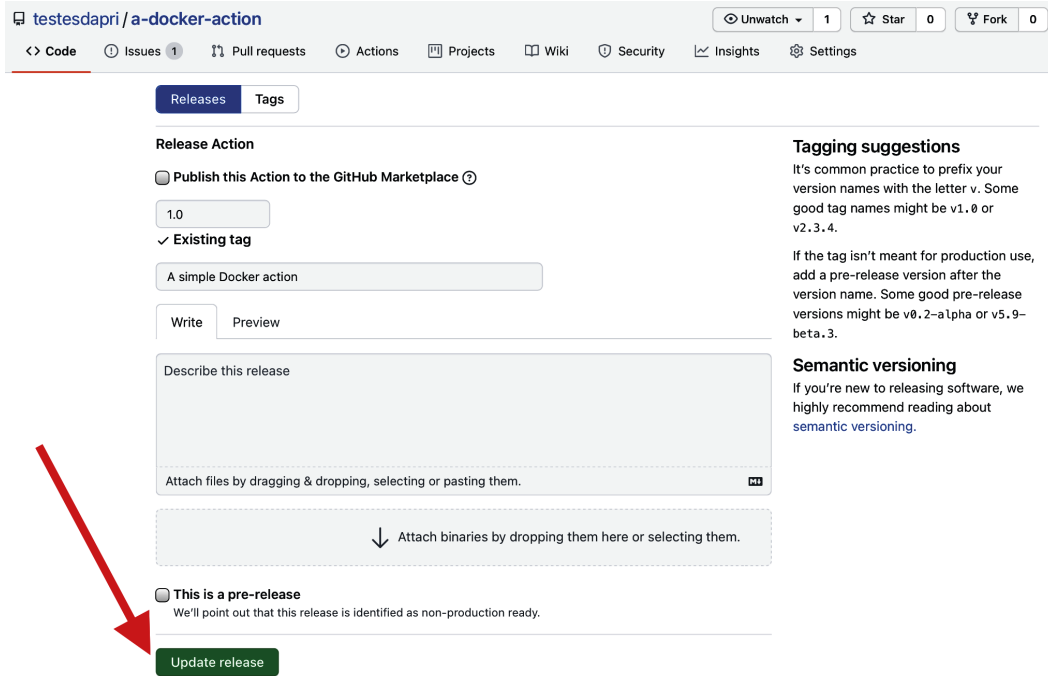 testesdapri / a-docker-action
Unwatch 1
Star 0
Fork 0
<> Code
Issues 1
Pull requests
Actions
Projects
Wiki
Security
Insights
Settings
Releases
Tags
Release Action
Publish this Action to the GitHub Marketplace ?
1.0
Existing tag
A simple Docker action
Write
Preview
Describe this release
Attach files by dragging & dropping, selecting or pasting them.
M
Attach binaries by dropping them here or selecting them.
This is a pre-release
We'll point out that this release is identified as non-production ready.
Update release
Tagging suggestions
It's common practice to prefix your
version names with the letter v. Some
good tag names might be v1.0 or
v2.3.4.
If the tag isn't meant for production use,
add a pre-release version after the
version name. Some good pre-release
versions might be v0.2-alpha or v5.9-
beta.3.
Semantic versioning
If you're new to releasing software, we
highly recommend reading about
semantic versioning.